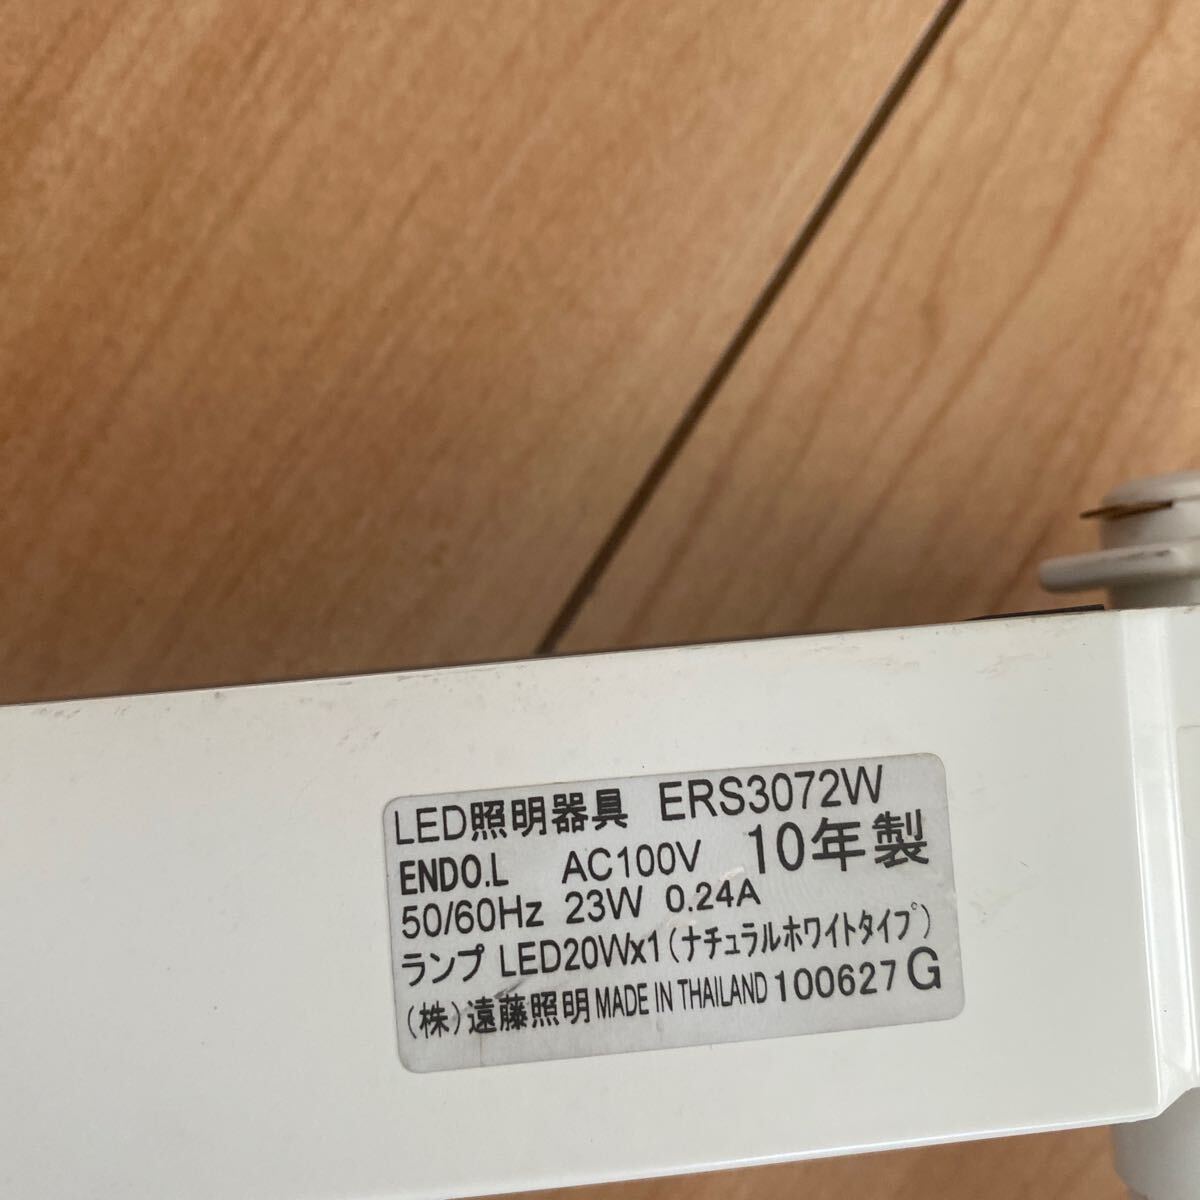 LED照明器具 ERS3072W
ENDO.L AC100V 10年製
50/60Hz 23W 0.24A
ランプ LED20Wx1(ナチュラルホワイトタイプ)
(株)遠藤照明 MADE IN THAILAND 100627 G